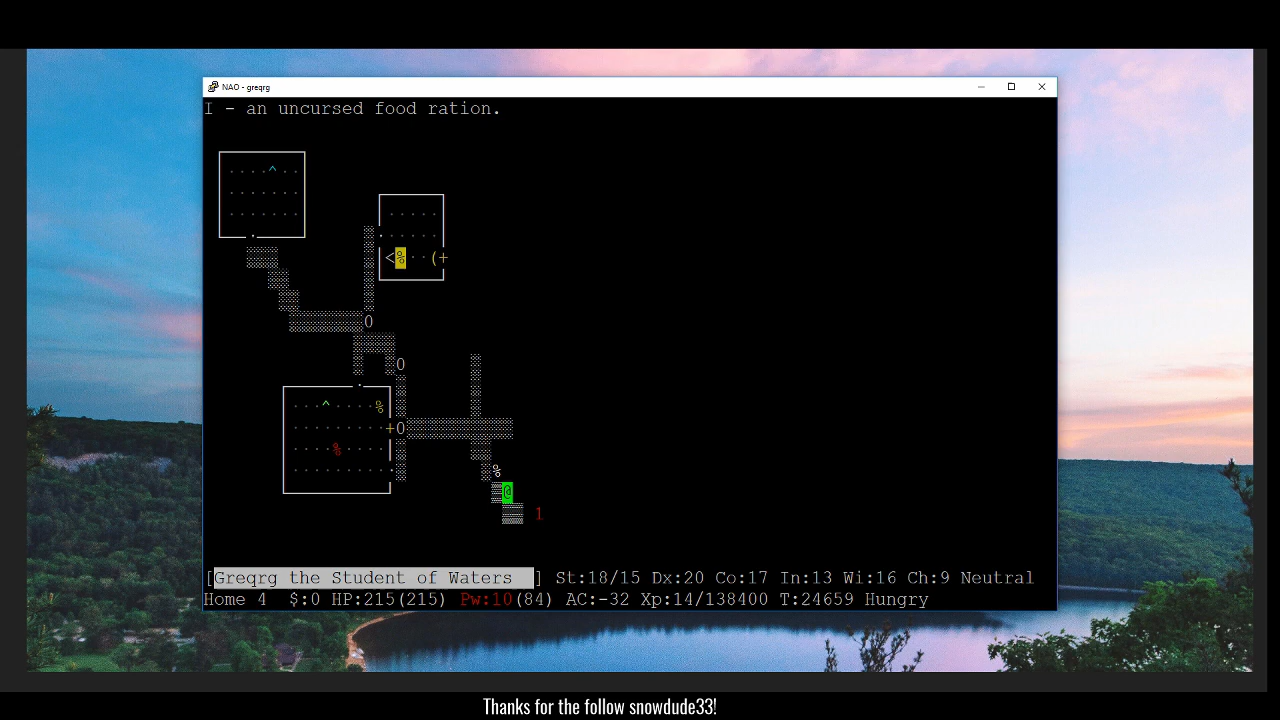 NAO - greqrg
I - an uncursed food ration.
[Greqrg the Student of Waters ] St:18/15 Dx:20 Co:17 In:13 Wi:16 Ch:9 Neutral
Home 4 $:0 HP:215(215) Pw:10(84) AC:-32 Xp:14/138400 T:24659 Hungry
Thanks for the follow snowdude33!